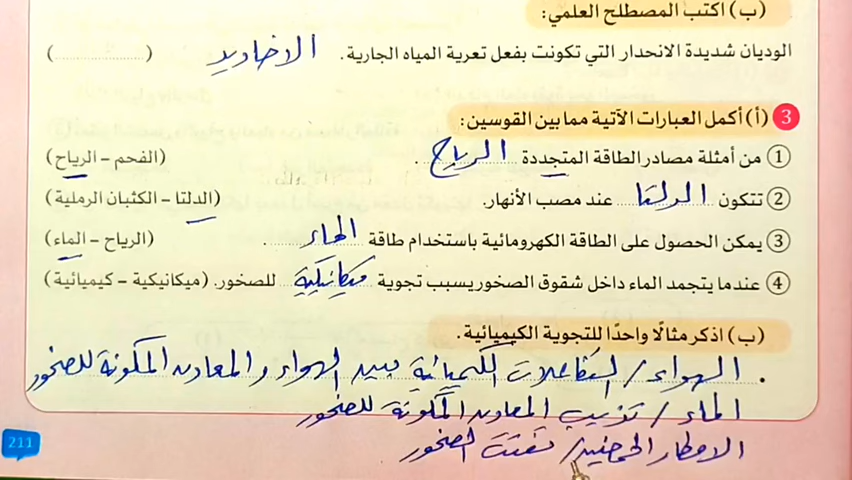 (ب) اكتب المصطلح العلمي:
الوديان شديدة الانحدار التي تكونت بفعل تعرية المياه الجارية. الاخاديد (............)
3 (أ) أكمل العبارات الآتية ممابين القوسين:
1 من أمثلة مصادر الطاقة المتجددة الرياح . (الفحم – الرياح)
2 تتكون الدلتا عند مصب الأنهار. (الدلتا – الكثبان الرملية)
3 يمكن الحصول على الطاقة الكهرومائية باستخدام طاقة الماء . (الرياح – الماء)
4 عندما يتجمد الماء داخل شقوق الصخور يسبب تجوية ميكانيكية للصخور. (ميكانيكية – كيميائية)
(ب) اذكر مثالًا واحدًا للتجوية الكيميائية.
. الهواء / التفاعلات الكيميائية بين الهواء والمعادن المكونة للصخور
الماء / تذيب المعادن المكونة للصخور
الامطار الحمضية / تفتت الصخور
211